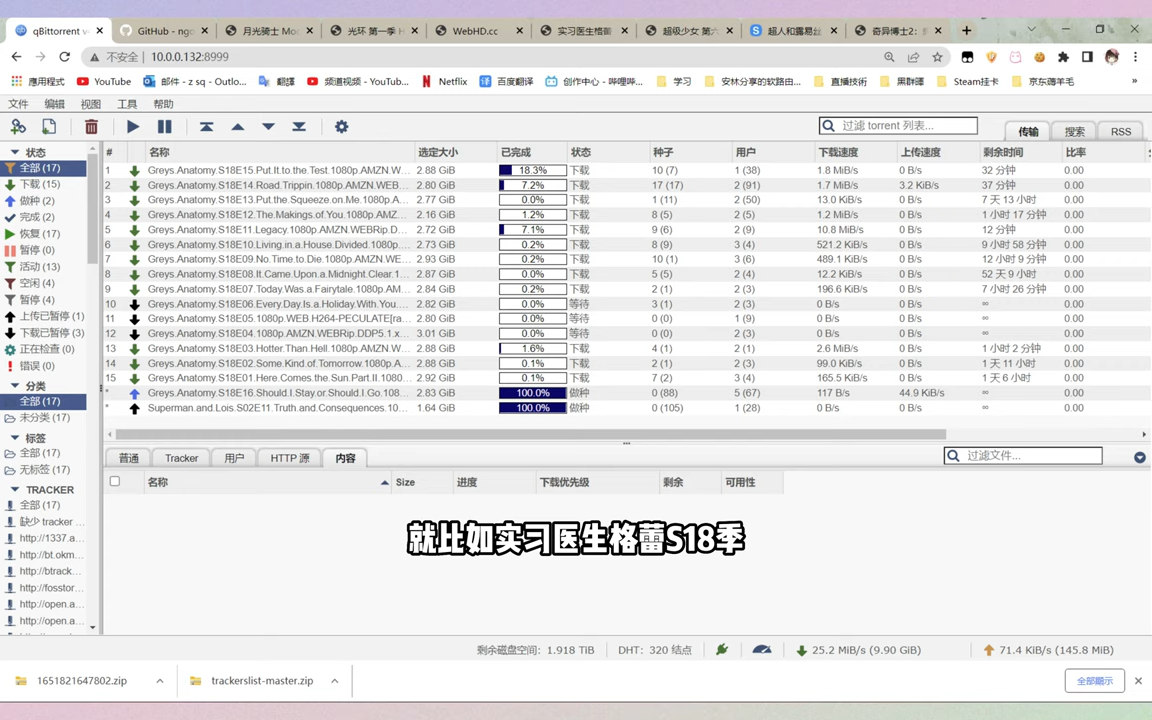 qBittorrent v
GitHub - ngc
月光骑士 Mo
光环 第一季 H
WebHD.cc
实习医生格蕾
超级少女 第六
超人和露易丝
奇异博士2：
不安全 10.0.0.132:8999
應用程式 YouTube 邮件 - z sq - Outlo... 翻譯 频道视频 - YouTub... Netflix 百度翻译 创作中心 - 哔哩哔... 学习 安林分享的软路由... 直播技術 黑群暉 Steam挂卡 京东薅羊毛 »
文件 编辑 视图 工具 帮助
过滤 torrent 列表...
传输 搜索 RSS
状态
全部 (17)
下载 (15)
做种 (2)
完成 (2)
恢复 (17)
暂停 (0)
活动 (13)
空闲 (4)
暂停 (4)
上传已暂停 (1)
下载已暂停 (3)
正在检查 (0)
错误 (0)
分类
全部 (17)
未分类 (17)
标签
全部 (17)
无标签 (17)
TRACKER
全部 (17)
缺少 tracker ...
http://1337.a...
http://bt.okm...
http://btrack...
http://fosstor...
http://open.a...
http://open.a...
# 名称 选定大小 已完成 状态 种子 用户 下载速度 上传速度 剩余时间 比率
1 Greys.Anatomy.S18E15.Put.It.to.the.Test.1080p.AMZN.W... 2.88 GiB 18.3% 下载 10 (7) 1 (38) 1.8 MiB/s 0 B/s 32 分钟 0.00
2 Greys.Anatomy.S18E14.Road.Trippin.1080p.AMZN.WEB... 2.80 GiB 7.2% 下载 17 (17) 2 (91) 1.7 MiB/s 3.2 KiB/s 37 分钟 0.00
3 Greys.Anatomy.S18E13.Put.the.Squeeze.on.Me.1080p.A... 2.77 GiB 0.0% 下载 1 (11) 2 (50) 13.0 KiB/s 0 B/s 7 天 13 小时 0.00
4 Greys.Anatomy.S18E12.The.Makings.of.You.1080p.AMZ... 2.16 GiB 1.2% 下载 8 (5) 2 (5) 1.2 MiB/s 0 B/s 1 小时 17 分钟 0.00
5 Greys.Anatomy.S18E11.Legacy.1080p.AMZN.WEBRip.D... 2.72 GiB 7.1% 下载 9 (6) 2 (6) 10.8 MiB/s 0 B/s 12 分钟 0.00
6 Greys.Anatomy.S18E10.Living.in.a.House.Divided.1080p... 2.73 GiB 0.2% 下载 8 (9) 3 (4) 521.2 KiB/s 0 B/s 9 小时 58 分钟 0.00
7 Greys.Anatomy.S18E09.No.Time.to.Die.1080p.AMZN.W... 2.93 GiB 0.2% 下载 10 (1) 3 (6) 489.1 KiB/s 0 B/s 12 小时 9 分钟 0.00
8 Greys.Anatomy.S18E08.It.Came.Upon.a.Midnight.Clear.1... 2.87 GiB 0.0% 下载 5 (5) 2 (4) 12.2 KiB/s 0 B/s 52 天 9 小时 0.00
9 Greys.Anatomy.S18E07.Today.Was.a.Fairytale.1080p.A... 2.84 GiB 0.2% 下载 2 (1) 2 (3) 196.6 KiB/s 0 B/s 7 小时 26 分钟 0.00
10 Greys.Anatomy.S18E06.Every.Day.Is.a.Holiday.With.You.... 2.82 GiB 0.0% 等待 3 (1) 2 (3) 0 B/s 0 B/s ∞ 0.00
11 Greys.Anatomy.S18E05.1080p.WEB.H264-PECULATE[ra... 2.88 GiB 0.0% 等待 0 (0) 1 (9) 0 B/s 0 B/s ∞ 0.00
12 Greys.Anatomy.S18E04.1080p.AMZN.WEBRip.DDP5.1.x... 3.01 GiB 0.0% 等待 0 (0) 2 (3) 0 B/s 0 B/s ∞ 0.00
13 Greys.Anatomy.S18E03.Hotter.Than.Hell.1080p.AMZN.W... 2.88 GiB 1.6% 下载 4 (1) 2 (1) 2.6 MiB/s 0 B/s 1 小时 2 分钟 0.00
14 Greys.Anatomy.S18E02.Some.Kind.of.Tomorrow.1080p.A... 2.88 GiB 0.1% 下载 0 (0) 2 (2) 99.0 KiB/s 0 B/s 1 天 11 小时 0.00
15 Greys.Anatomy.S18E01.Here.Comes.the.Sun.Part.II.1080... 2.92 GiB 0.1% 下载 7 (2) 3 (4) 165.5 KiB/s 0 B/s 1 天 6 小时 0.00
* Greys.Anatomy.S18E16.Should.I.Stay.or.Should.I.Go.108... 2.83 GiB 100.0% 做种 0 (88) 5 (67) 117 B/s 44.9 KiB/s ∞ 0.00
* Superman.and.Lois.S02E11.Truth.and.Consequences.10... 1.64 GiB 100.0% 做种 0 (105) 1 (28) 0 B/s 0 B/s ∞ 0.00
普通 Tracker 用户 HTTP 源 内容
过滤文件...
名称 Size 进度 下载优先级 剩余 可用性
就比如实习医生格蕾S18季
剩余磁盘空间: 1.918 TiB DHT: 320 结点 25.2 MiB/s (9.90 GiB) 71.4 KiB/s (145.8 MiB)
1651821647802.zip trackerslist-master.zip 全部顯示